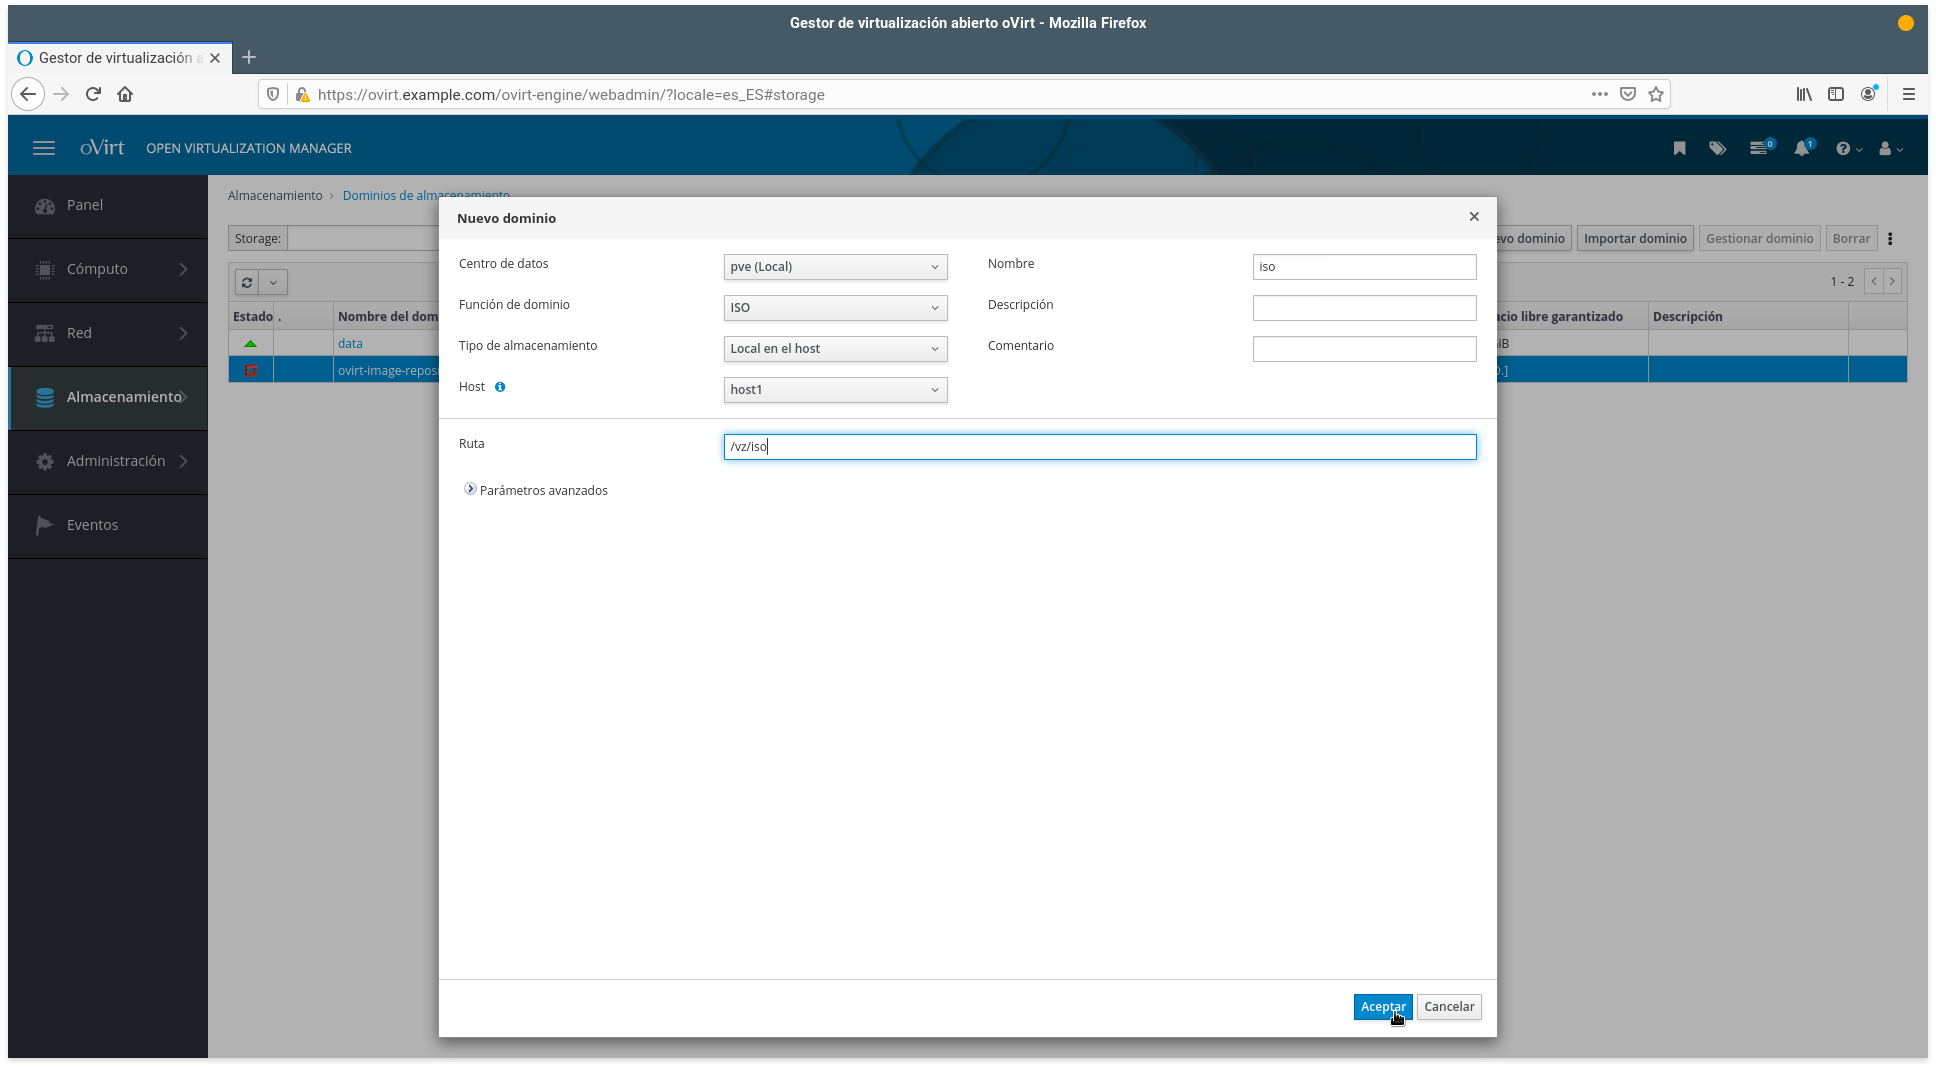 Gestor de virtualización abierto oVirt - Mozilla Firefox
Gestor de virtualización a
https://ovirt.example.com/ovirt-engine/webadmin/?locale=es_ES#storage
oVirt OPEN VIRTUALIZATION MANAGER 0 1
Panel
Cómputo
Red
Almacenamiento
Administración
Eventos
Almacenamiento › Dominios de almacenamiento
Storage:
vo dominio Importar dominio Gestionar dominio Borrar
1 - 2
Estado . Nombre del dom
cio libre garantizado Descripción
data
iB
ovirt-image-repos
.]
Nuevo dominio ×
Centro de datos pve (Local) Nombre iso
Función de dominio ISO Descripción
Tipo de almacenamiento Local en el host Comentario
Host host1
Ruta /vz/iso
Parámetros avanzados
Aceptar Cancelar